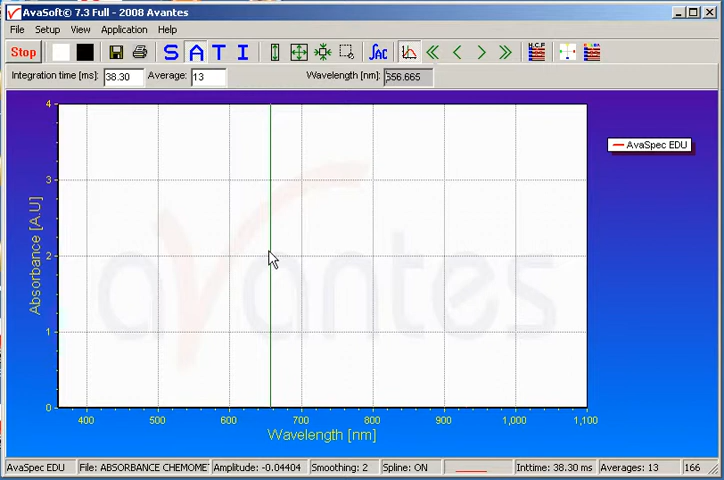 AvaSoft© 7.3 Full - 2008 Avantes
File Setup View Application Help
Stop S A T I
Integration time [ms]: 38.30 Average: 13 Wavelength [nm]: 656.665
4
3
2
1
0
Absorbance [A.U]
avantes
AvaSpec EDU
400 500 600 700 800 900 1,000 1,100
Wavelength [nm]
AvaSpec EDU File: ABSORBANCE CHEMOME Amplitude: -0.04404 Smoothing: 2 Spline: ON Inttime: 38.30 ms Averages: 13 166